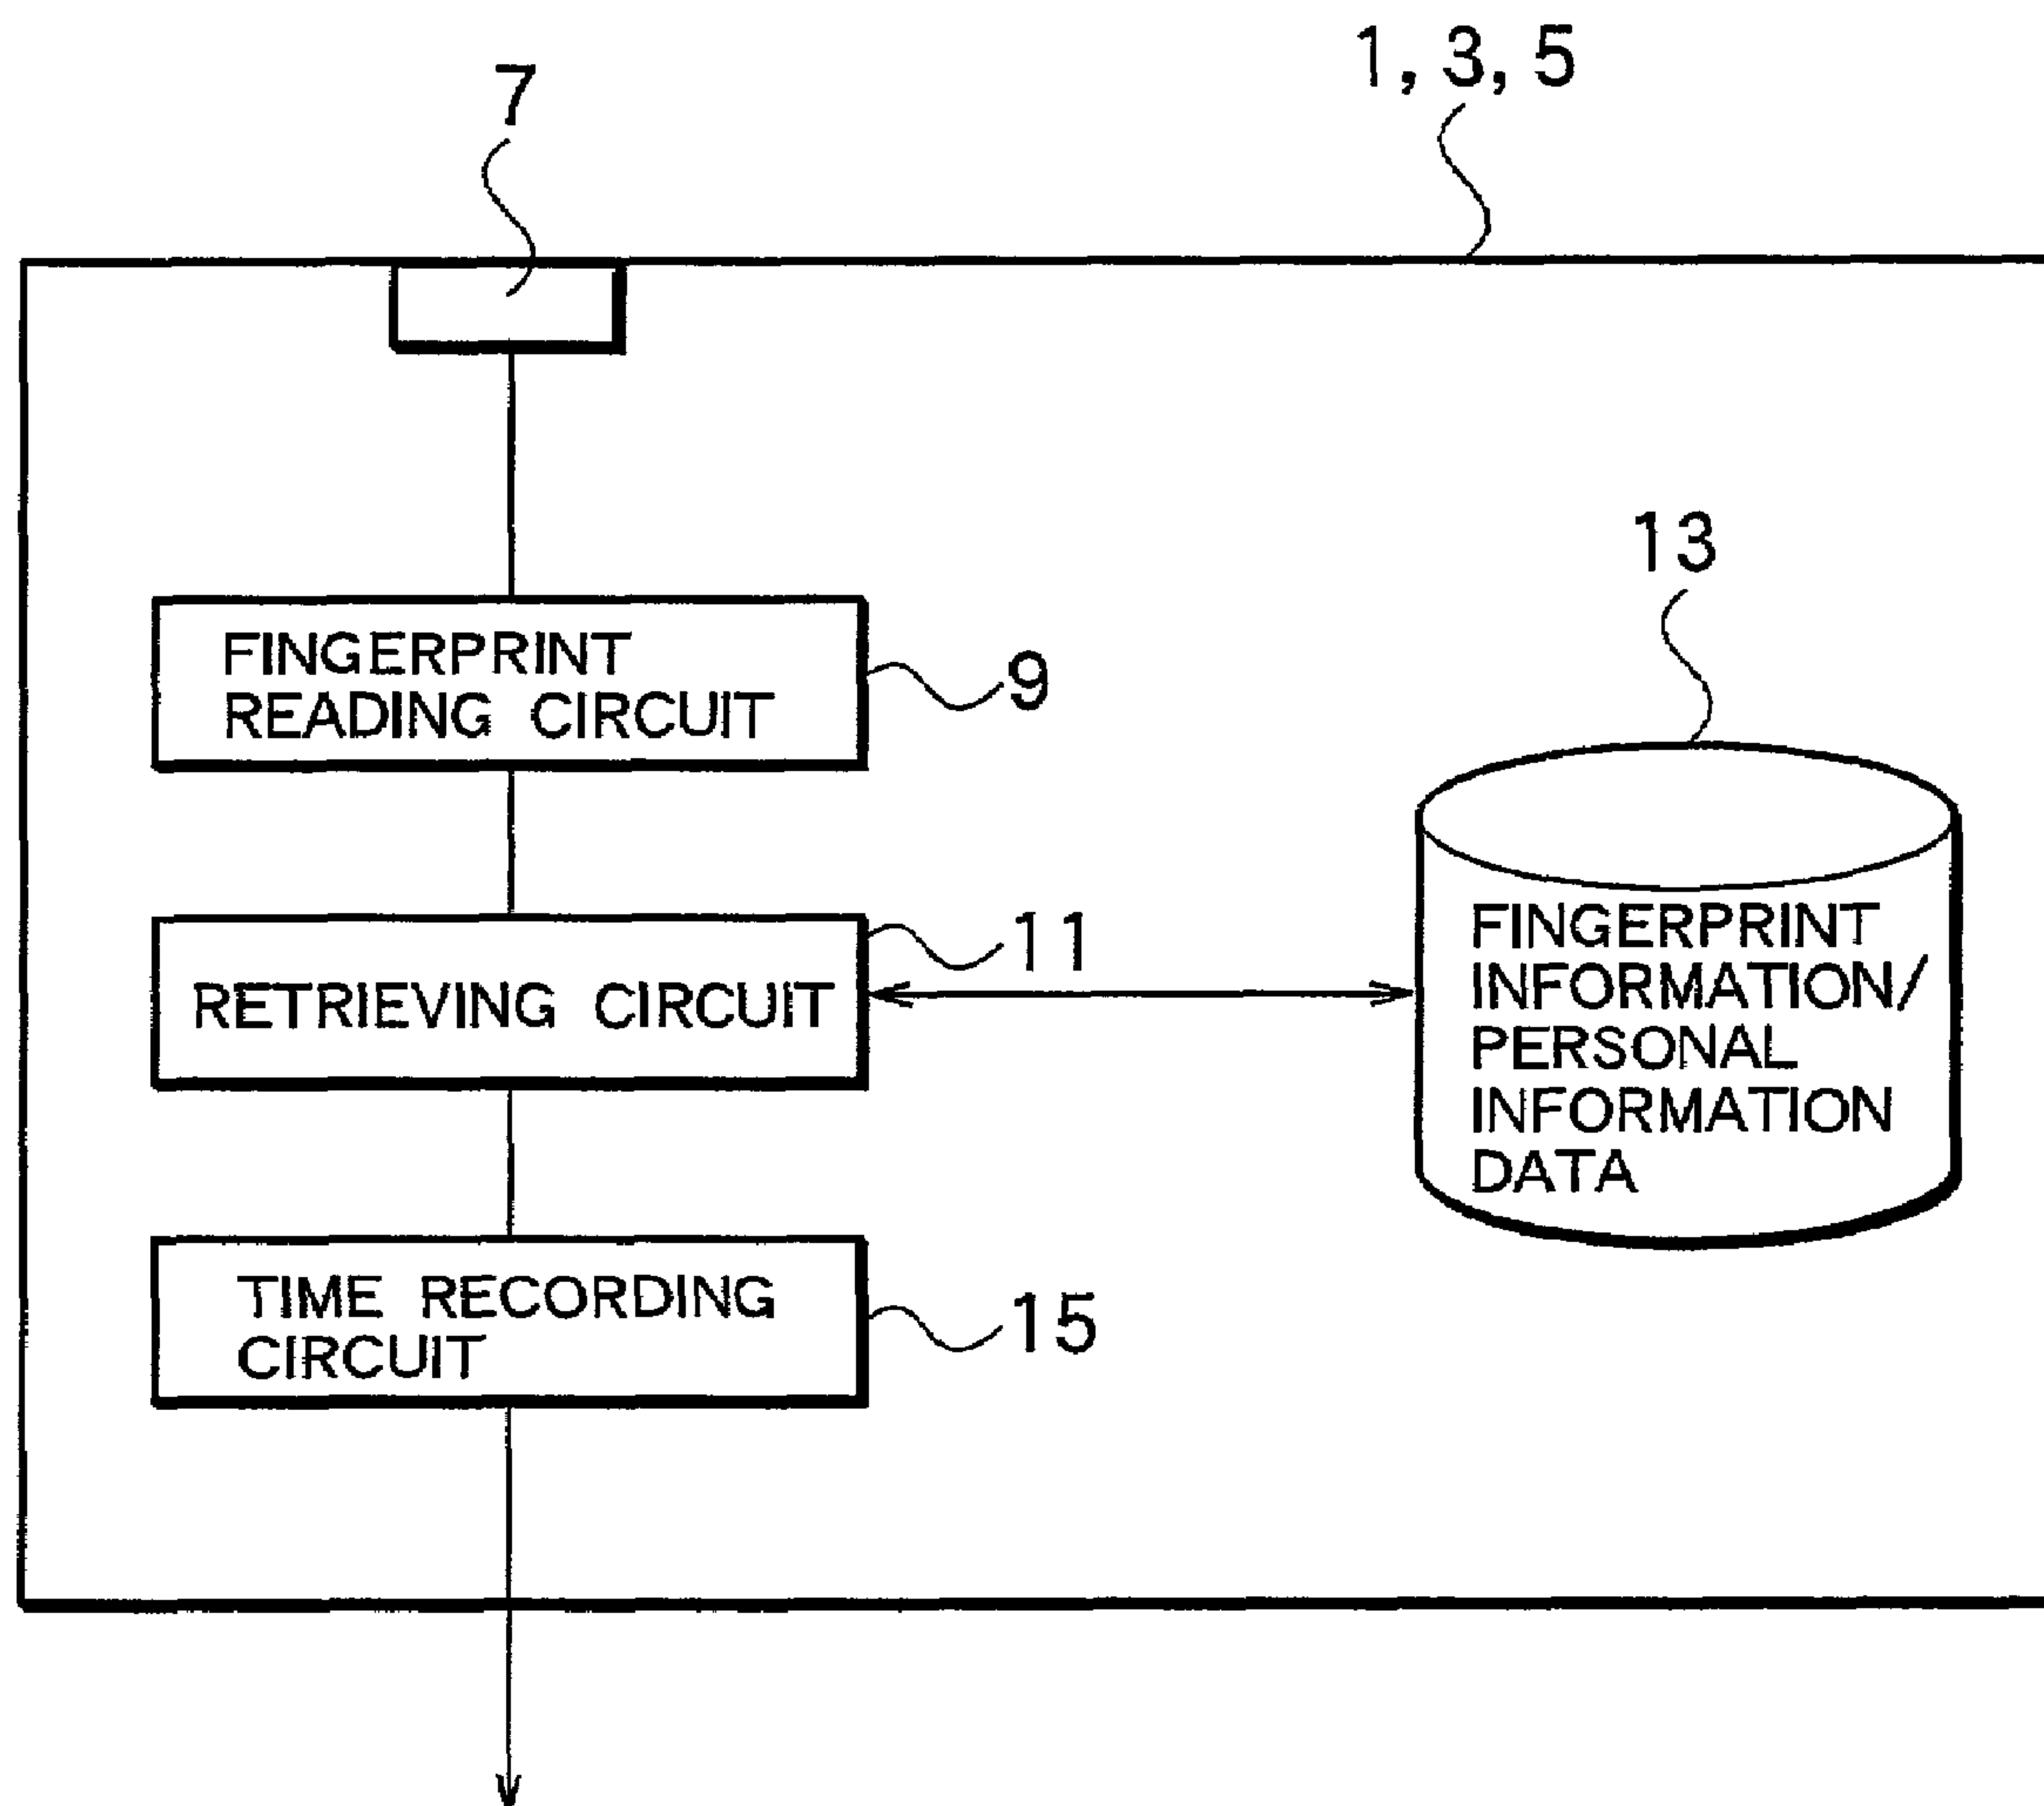 1, 3, 5
7
13
FINGERPRINT
READING CIRCUIT
9
11
RETRIEVING CIRCUIT
FINGERPRINT
INFORMATION/
PERSONAL
INFORMATION
DATA
TIME RECORDING
CIRCUIT
15